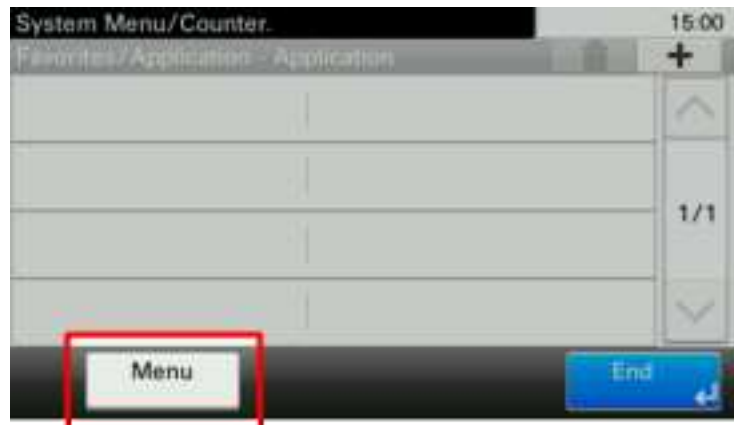 System Menu/Counter.
15:00
Favorites/Application - Application
+
1/1
Menu
End